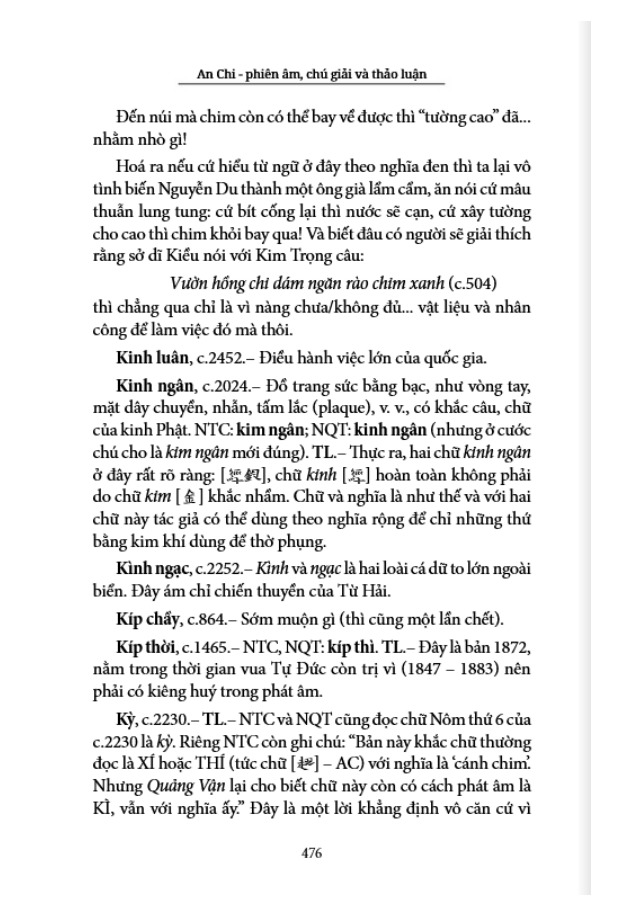 An Chi - phiên âm, chú giải và thảo luận
Đến núi mà chim còn có thể bay về được thì “tường cao” đã...
nhằm nhò gì!
Hoá ra nếu cứ hiểu từ ngữ ở đây theo nghĩa đen thì ta lại vô
tình biến Nguyễn Du thành một ông già lẩm cẩm, ăn nói cứ mâu
thuẫn lung tung: cứ bít cống lại thì nước sẽ cạn, cứ xây tường
cho cao thì chim khỏi bay qua! Và biết đâu có người sẽ giải thích
rằng sở dĩ Kiều nói với Kim Trọng câu:
Vườn hồng chi dám ngăn rào chim xanh (c.504)
thì chẳng qua chỉ là vì nàng chưa/không đủ... vật liệu và nhân
công để làm việc đó mà thôi.
Kinh luân, c.2452.– Điều hành việc lớn của quốc gia.
Kinh ngân, c.2024.– Đồ trang sức bằng bạc, như vòng tay,
mặt dây chuyền, nhẫn, tấm lắc (plaque), v. v., có khắc câu, chữ
của kinh Phật. NTC: kim ngân; NQT: kinh ngân (nhưng ở cước
chú cho là kim ngân mới đúng). TL.– Thực ra, hai chữ kinh ngân
ở đây rất rõ ràng: [經銀], chữ kinh [經] hoàn toàn không phải
do chữ kim [金] khắc nhầm. Chữ và nghĩa là như thế và với hai
chữ này tác giả có thể dùng theo nghĩa rộng để chỉ những thứ
bằng kim khí dùng để thờ phụng.
Kình ngạc, c.2252.– Kình và ngạc là hai loài cá dữ to lớn ngoài
biển. Đây ám chỉ chiến thuyền của Từ Hải.
Kíp chầy, c.864.– Sớm muộn gì (thì cũng một lần chết).
Kíp thời, c.1465.– NTC, NQT: kíp thì. TL.– Đây là bản 1872,
nằm trong thời gian vua Tự Đức còn trị vì (1847 – 1883) nên
phải có kiêng huý trong phát âm.
Kỳ, c.2230.– TL.– NTC và NQT cũng đọc chữ Nôm thứ 6 của
c.2230 là kỳ. Riêng NTC còn ghi chú: “Bản này khắc chữ thường
đọc là XÍ hoặc THÍ (tức chữ [] – AC) với nghĩa là ‘cánh chim’.
Nhưng Quảng Vận lại cho biết chữ này còn có cách phát âm là
KÌ, vẫn với nghĩa ấy.” Đây là một lời khẳng định vô căn cứ vì
476